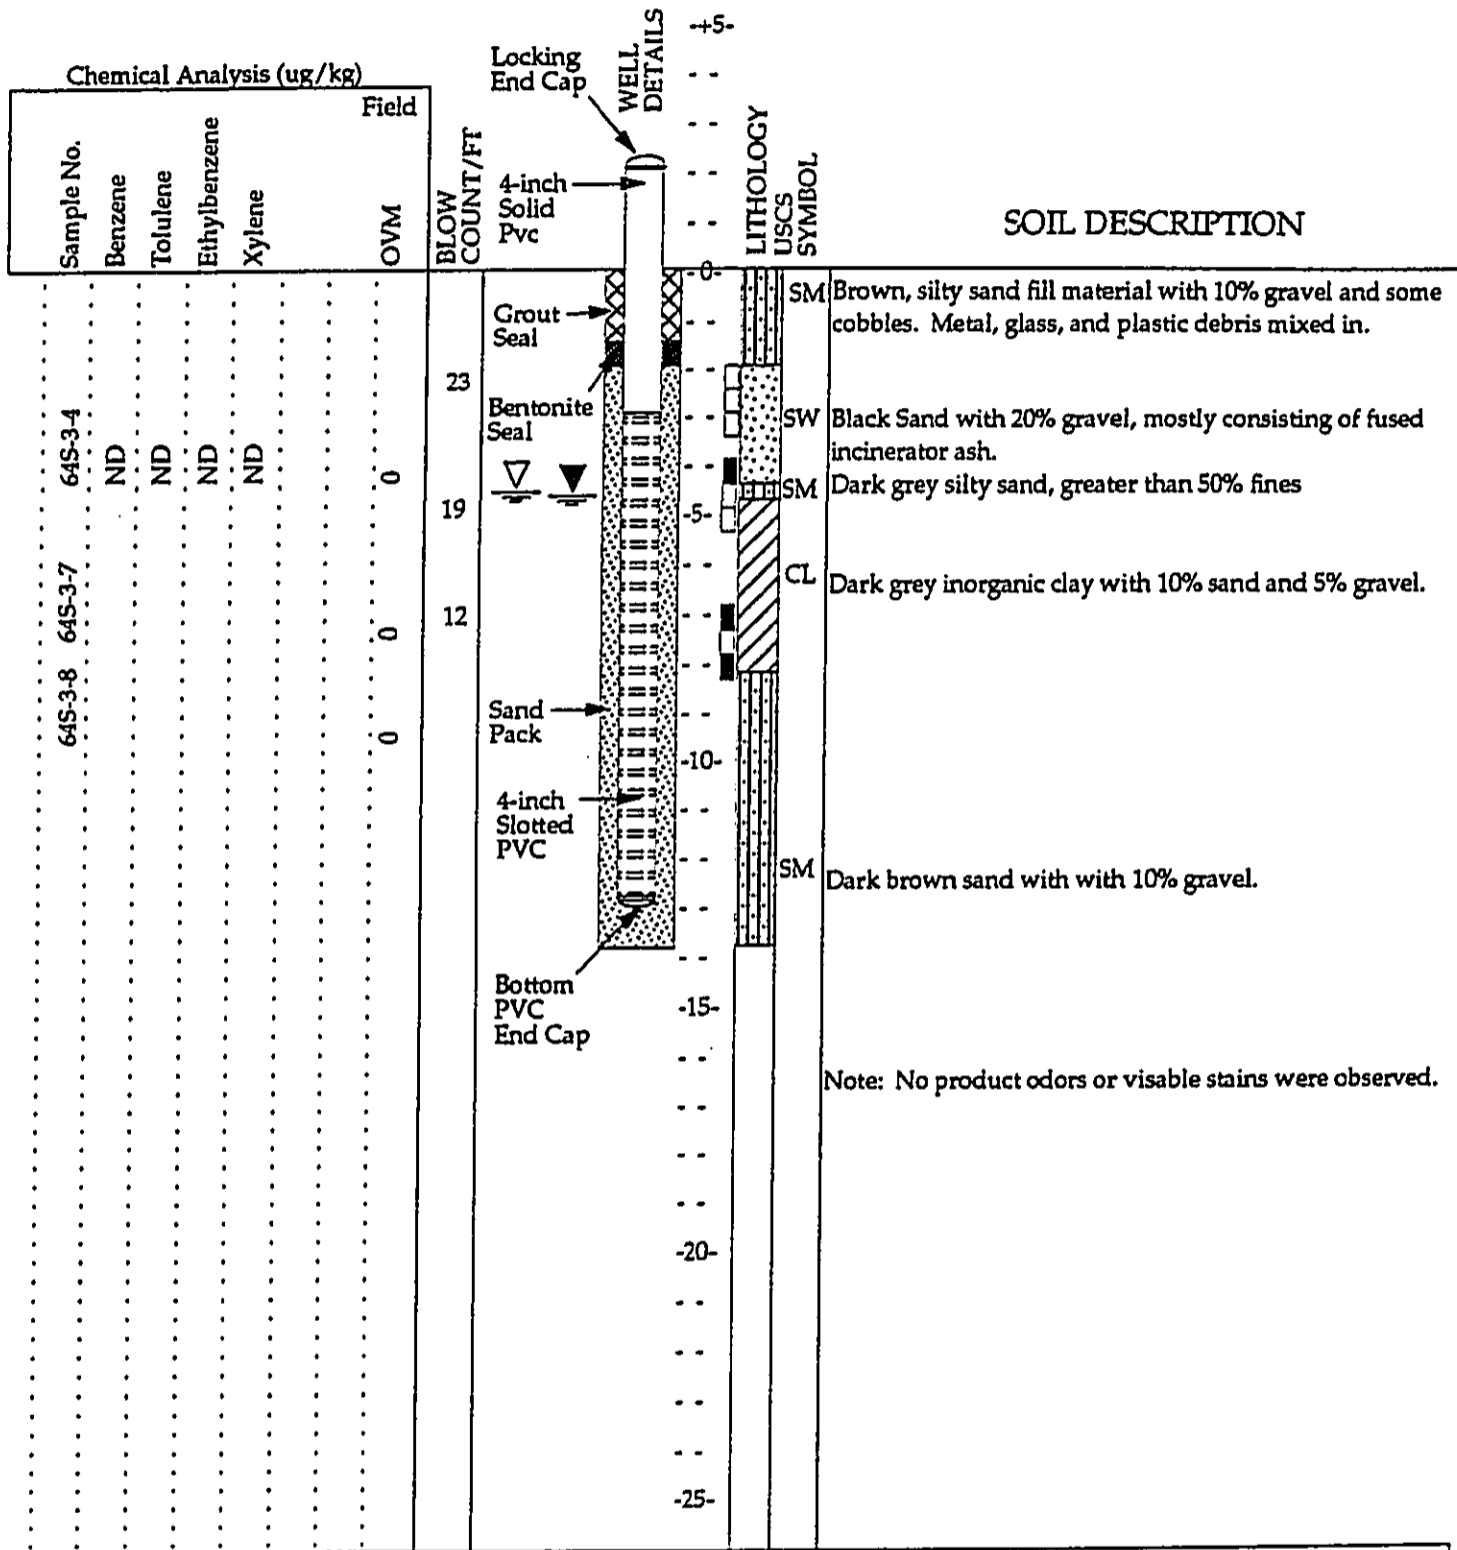 Chemical Analysis (ug/kg)
Field
Sample No.
Benzene
Tolulene
Ethylbenzene
Xylene
OVM
BLOW
COUNT/FT
WELL
DETAILS
LITHOLOGY
USCS
SYMBOL
SOIL DESCRIPTION
Locking
End Cap
4-inch
Solid
Pvc
Grout
Seal
Bentonite
Seal
Sand
Pack
4-inch
Slotted
PVC
Bottom
PVC
End Cap
-+5-
-0-
-5-
-10-
-15-
-20-
-25-
23
19
12
64S-3-4
ND
ND
ND
ND
0
64S-3-7
0
64S-3-8
0
SM
Brown, silty sand fill material with 10% gravel and some
cobbles. Metal, glass, and plastic debris mixed in.
SW
Black Sand with 20% gravel, mostly consisting of fused
incinerator ash.
SM
Dark grey silty sand, greater than 50% fines
CL
Dark grey inorganic clay with 10% sand and 5% gravel.
SM
Dark brown sand with with 10% gravel.
Note: No product odors or visable stains were observed.